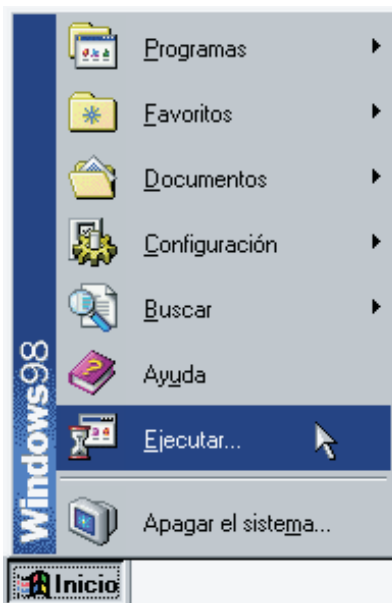 Programas
Favoritos
Documentos
Configuración
Buscar
Ayuda
Ejecutar...
Apagar el sistema...
Windows98
Inicio